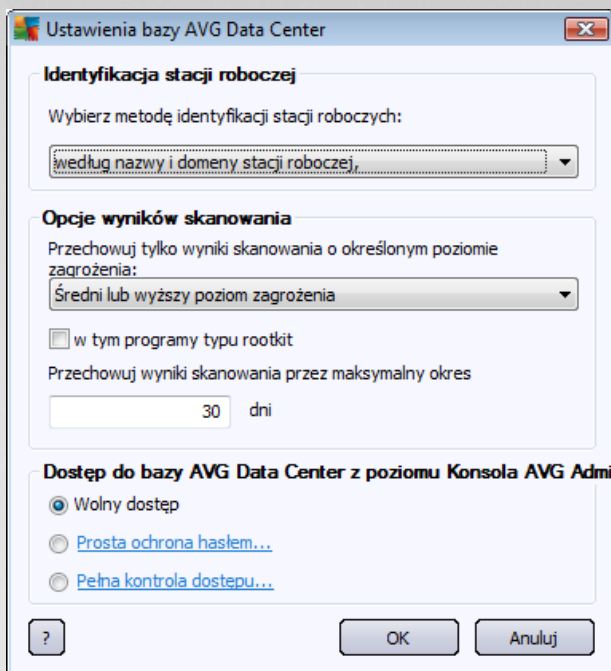 Ustawienia bazy AVG Data Center
Identyfikacja stacji roboczej
Wybierz metodę identyfikacji stacji roboczych:
według nazwy i domeny stacji roboczej,
Opcje wyników skanowania
Przechowuj tylko wyniki skanowania o określonym poziomie
zagrożenia:
Średni lub wyższy poziom zagrożenia
w tym programy typu rootkit
Przechowuj wyniki skanowania przez maksymalny okres
30 dni
Dostęp do bazy AVG Data Center z poziomu Konsola AVG Admi
Wolny dostęp
Prosta ochrona hasłem...
Pełna kontrola dostępu...
? OK Anuluj